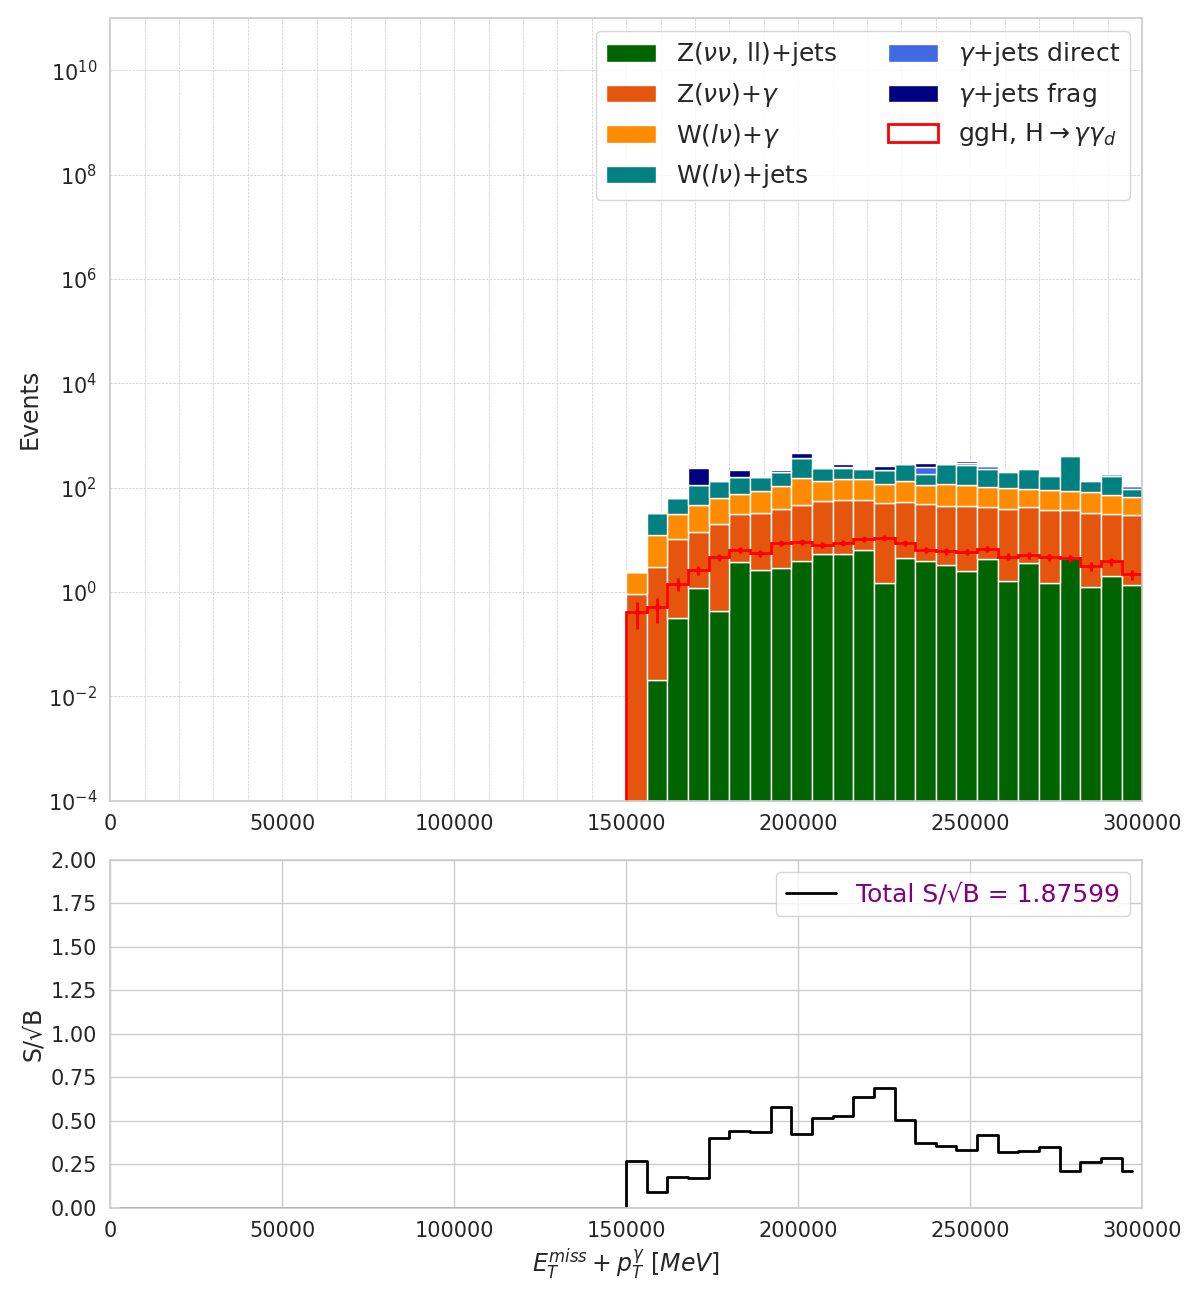 Z(νν, ll)+jets
Z(νν)+γ
W(lν)+γ
W(lν)+jets
γ+jets direct
γ+jets frag
ggH, H→γγ_d
Events
10^10
10^8
10^6
10^4
10^2
10^0
10^−2
10^−4
0 50000 100000 150000 200000 250000 300000
Total S/√B = 1.87599
S/√B
2.00
1.75
1.50
1.25
1.00
0.75
0.50
0.25
0.00
0 50000 100000 150000 200000 250000 300000
E_T^miss + p_T^γ [MeV]